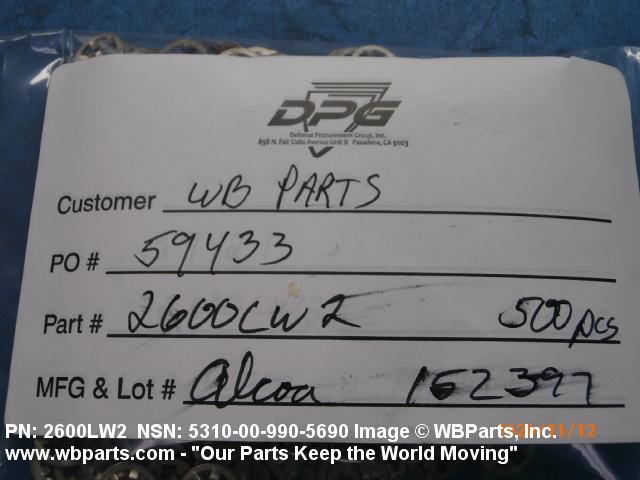 DPG
Defense Procurement Group, Inc.
898 N. Fair Oaks Avenue Unit B Pasadena, CA 91103
Customer WB PARTS
PO # 59433
Part # 2600LW2 500 pcs
MFG & Lot # Alcoa 152397
PN: 2600LW2 NSN: 5310-00-990-5690 Image © WBParts, Inc.
www.wbparts.com - "Our Parts Keep the World Moving"